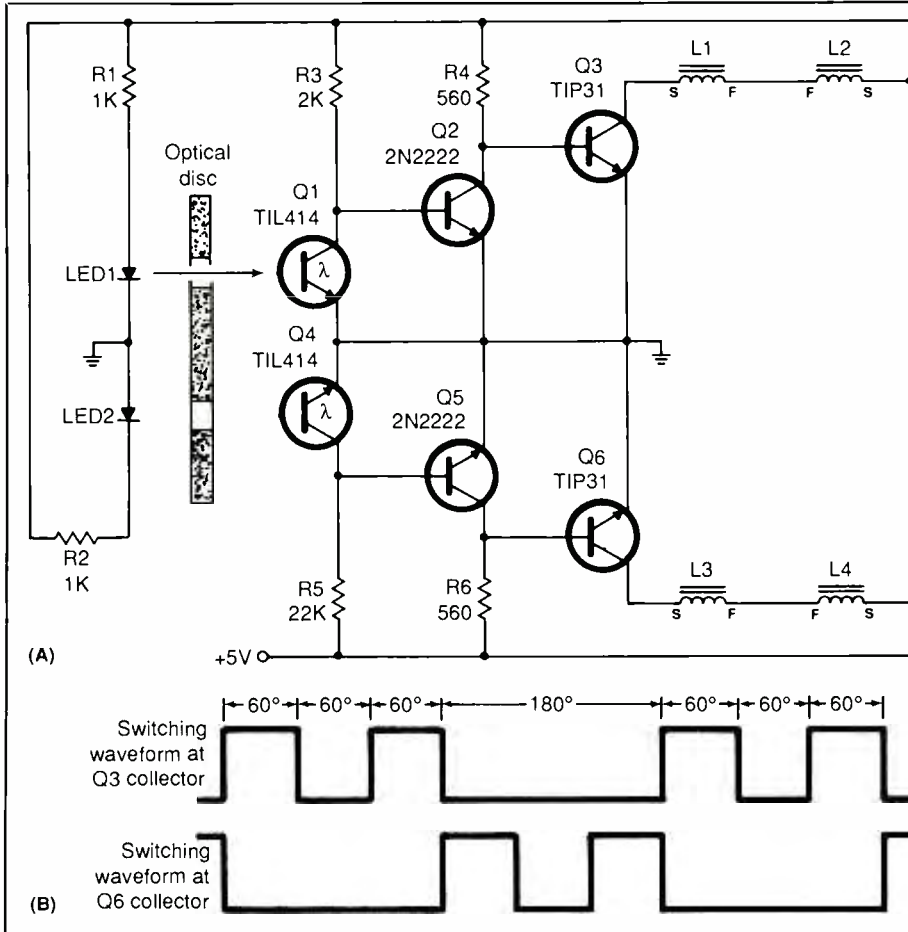 R1
1K
R3
2K
R4
560
Q3
TIP31
L1
L2
S
F
F
S
Q2
2N2222
Optical
disc
Q1
TIL414
LED1
λ
Q4
TIL414
LED2
λ
Q5
2N2222
Q6
TIP31
R2
1K
R5
22K
R6
560
L3
L4
S
F
F
S
(A)
+5V
60° 60° 60° 180° 60° 60° 60°
Switching
waveform at
Q3 collector
Switching
waveform at
Q6 collector
(B)